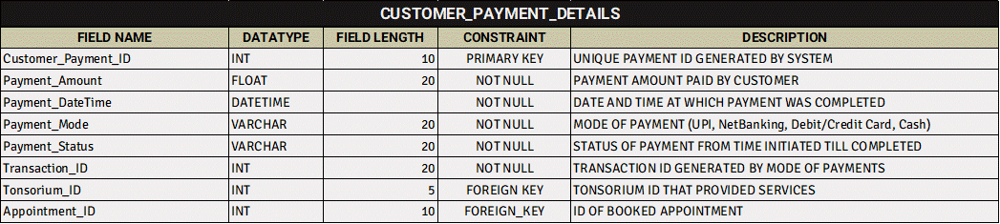 CUSTOMER_PAYMENT_DETAILS
FIELD NAME DATATYPE FIELD LENGTH CONSTRAINT DESCRIPTION
Customer_Payment_ID INT 10 PRIMARY KEY UNIQUE PAYMENT ID GENERATED BY SYSTEM
Payment_Amount FLOAT 20 NOT NULL PAYMENT AMOUNT PAID BY CUSTOMER
Payment_DateTime DATETIME NOT NULL DATE AND TIME AT WHICH PAYMENT WAS COMPLETED
Payment_Mode VARCHAR 20 NOT NULL MODE OF PAYMENT (UPI, NetBanking, Debit/Credit Card, Cash)
Payment_Status VARCHAR 20 NOT NULL STATUS OF PAYMENT FROM TIME INITIATED TILL COMPLETED
Transaction_ID INT 20 NOT NULL TRANSACTION ID GENERATED BY MODE OF PAYMENTS
Tonsorium_ID INT 5 FOREIGN KEY TONSORIUM ID THAT PROVIDED SERVICES
Appointment_ID INT 10 FOREIGN_KEY ID OF BOOKED APPOINTMENT